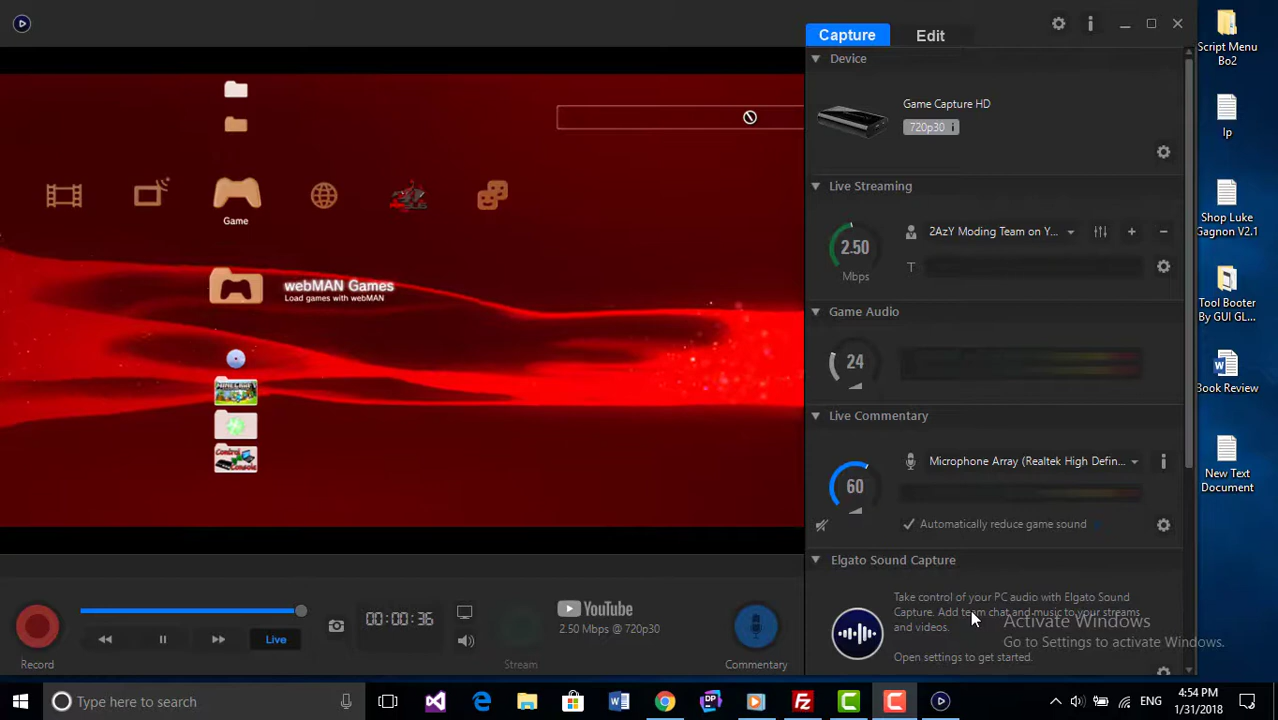 Capture
Edit
Device
Game Capture HD
720p30 i
Live Streaming
2.50
Mbps
2AzY Moding Team on Y...
T
Game Audio
24
Live Commentary
60
Microphone Array (Realtek High Defin...
Automatically reduce game sound
Elgato Sound Capture
Take control of your PC audio with Elgato Sound
Capture. Add team chat and music to your streams
and videos.
Open settings to get started.
Game
webMAN Games
Load games with webMAN
MINECRAFT
Control
Console
Record
Live
00:00:36
YouTube
2.50 Mbps @ 720p30
Stream
Commentary
Script Menu
Bo2
Ip
Shop Luke
Gagnon V2.1
Tool Booter
By GUI GL...
Book Review
New Text
Document
Activate Windows
Go to Settings to activate Windows.
Type here to search
DP
ENG
4:54 PM
1/31/2018